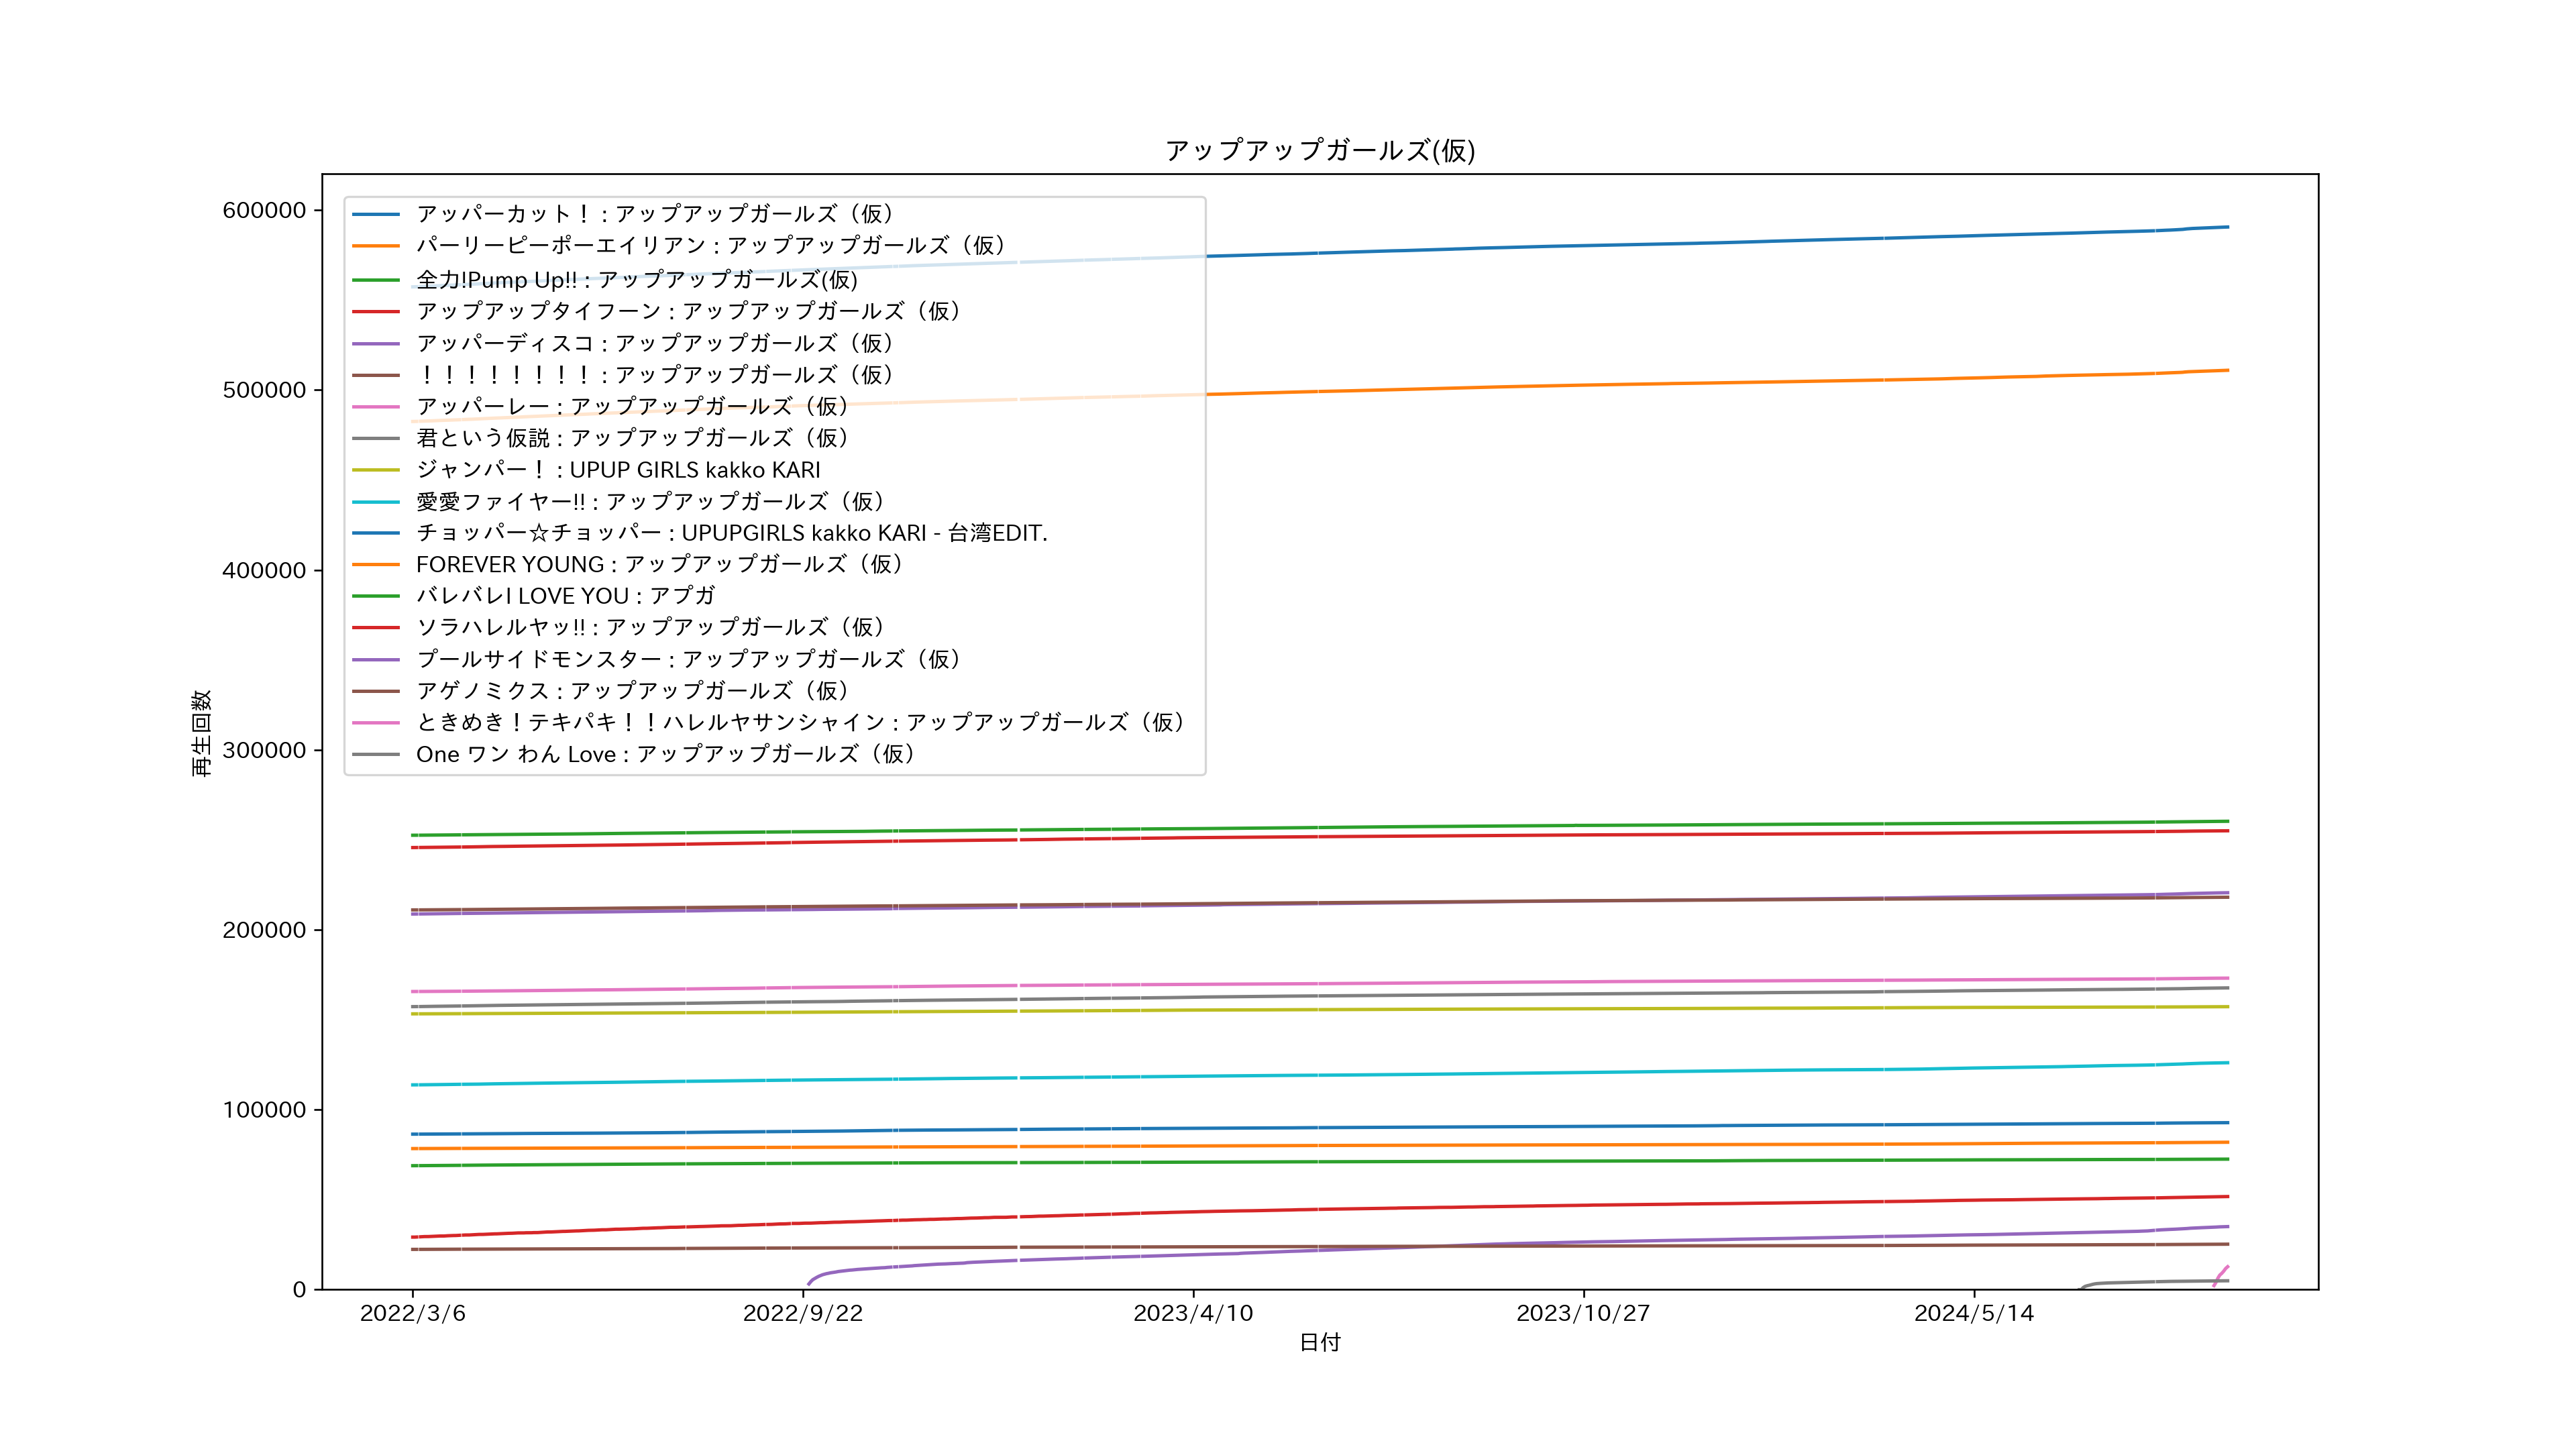 アップアップガールズ(仮)
600000
500000
400000
300000
200000
100000
0
再生回数
アッパーカット！ : アップアップガールズ（仮）
パーリーピーポーエイリアン : アップアップガールズ（仮）
全力!Pump Up!! : アップアップガールズ(仮)
アップアップタイフーン : アップアップガールズ（仮）
アッパーディスコ : アップアップガールズ（仮）
！！！！！！！！ : アップアップガールズ（仮）
アッパーレー : アップアップガールズ（仮）
君という仮説 : アップアップガールズ（仮）
ジャンパー！ : UPUP GIRLS kakko KARI
愛愛ファイヤー!! : アップアップガールズ（仮）
チョッパー☆チョッパー : UPUPGIRLS kakko KARI - 台湾EDIT.
FOREVER YOUNG : アップアップガールズ（仮）
バレバレI LOVE YOU : アプガ
ソラハレルヤッ!! : アップアップガールズ（仮）
プールサイドモンスター : アップアップガールズ（仮）
アゲノミクス : アップアップガールズ（仮）
ときめき！テキパキ！！ハレルヤサンシャイン : アップアップガールズ（仮）
One ワン わん Love : アップアップガールズ（仮）
2022/3/6 2022/9/22 2023/4/10 2023/10/27 2024/5/14
日付